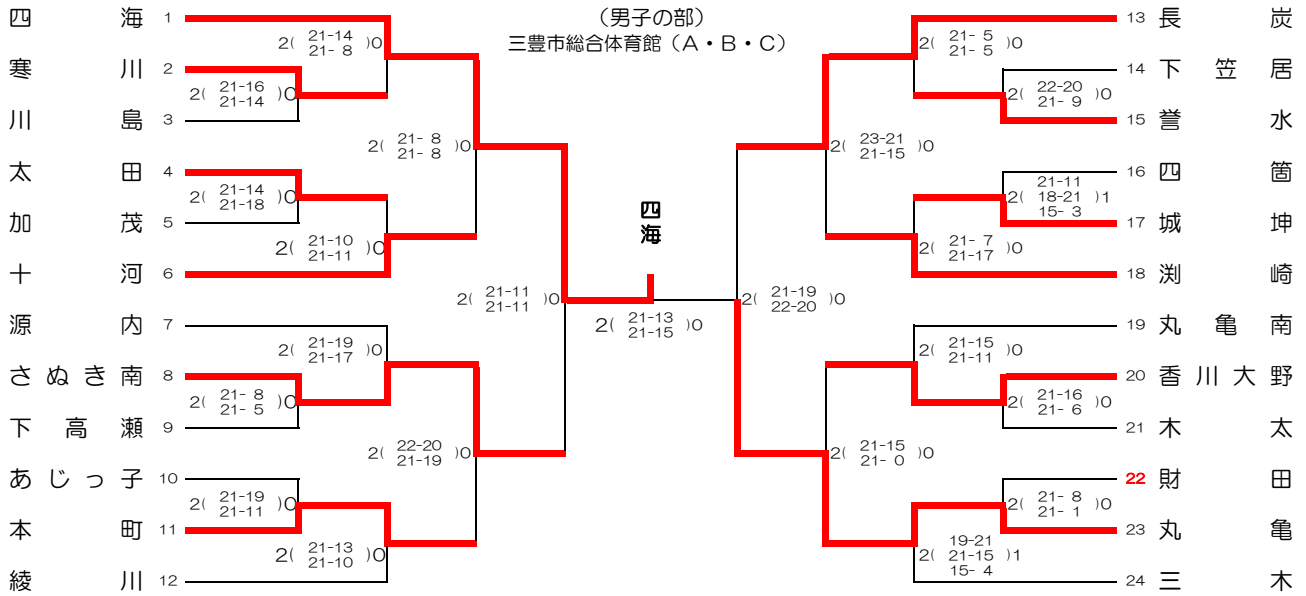 (男子の部)
三豊市総合体育館(A・B・C)
四海 1
寒川 2
川島 3
太田 4
加茂 5
十河 6
源内 7
さぬき南 8
下高瀬 9
あじっ子 10
本町 11
綾川 12
13 長炭
14 下笠居
15 誉水
16 四箇
17 城坤
18 渕崎
19 丸亀南
20 香川大野
21 木太
22 財田
23 丸亀
24 三木
2( 21-14 )0
21- 8
2( 21-16 )0
21-14
2( 21- 8 )0
21- 8
2( 21-14 )0
21-18
2( 21-10 )0
21-11
2( 21-11 )0
21-11
2( 21-19 )0
21-17
2( 21- 8 )0
21- 5
2( 22-20 )0
21-19
2( 21-19 )0
21-11
2( 21-13 )0
21-10
四海
2( 21-13 )0
21-15
2( 21- 5 )0
21- 5
2( 22-20 )0
21- 9
2( 23-21 )0
21-15
2( 21-11 )1
18-21
15- 3
2( 21- 7 )0
21-17
2( 21-19 )0
22-20
2( 21-15 )0
21-11
2( 21-16 )0
21- 6
2( 21-15 )0
21- 0
2( 21- 8 )0
21- 1
2( 19-21 )1
21-15
15- 4